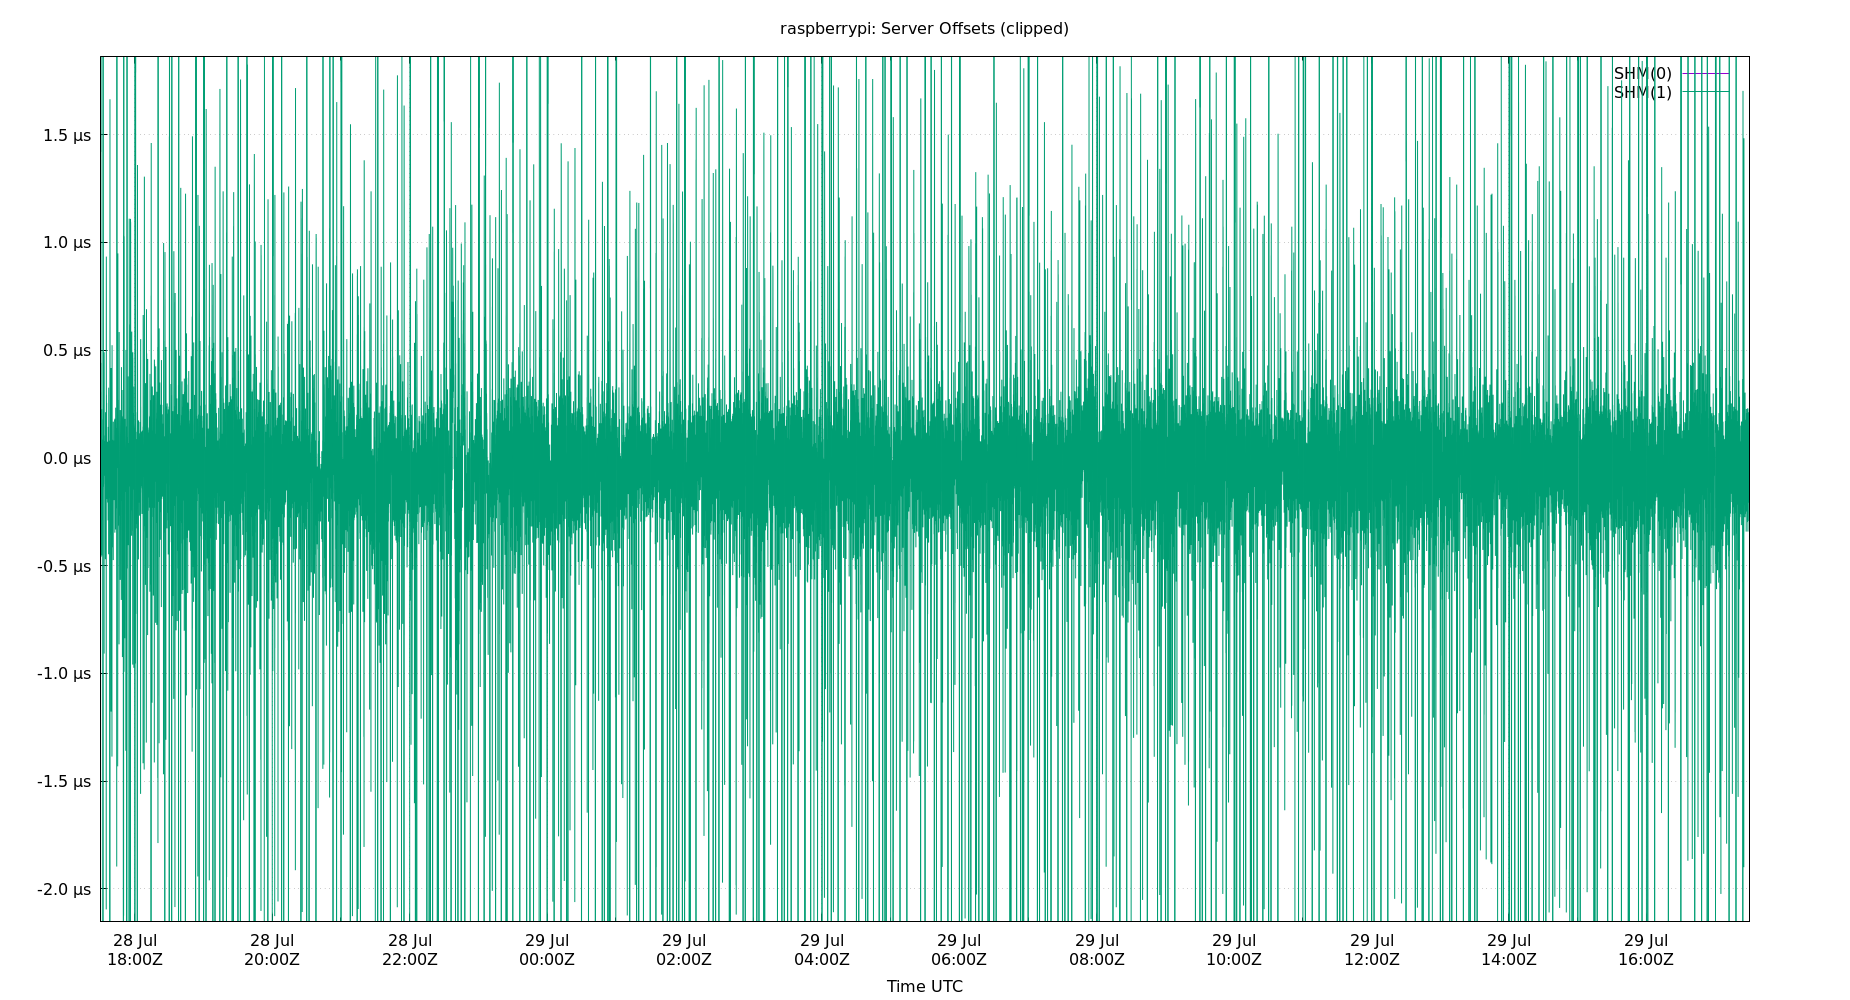 raspberrypi: Server Offsets (clipped)
SHM(0)
SHM(1)
1.5 µs
1.0 µs
0.5 µs
0.0 µs
-0.5 µs
-1.0 µs
-1.5 µs
-2.0 µs
28 Jul 28 Jul 28 Jul 29 Jul 29 Jul 29 Jul 29 Jul 29 Jul 29 Jul 29 Jul 29 Jul 29 Jul
18:00Z 20:00Z 22:00Z 00:00Z 02:00Z 04:00Z 06:00Z 08:00Z 10:00Z 12:00Z 14:00Z 16:00Z
Time UTC